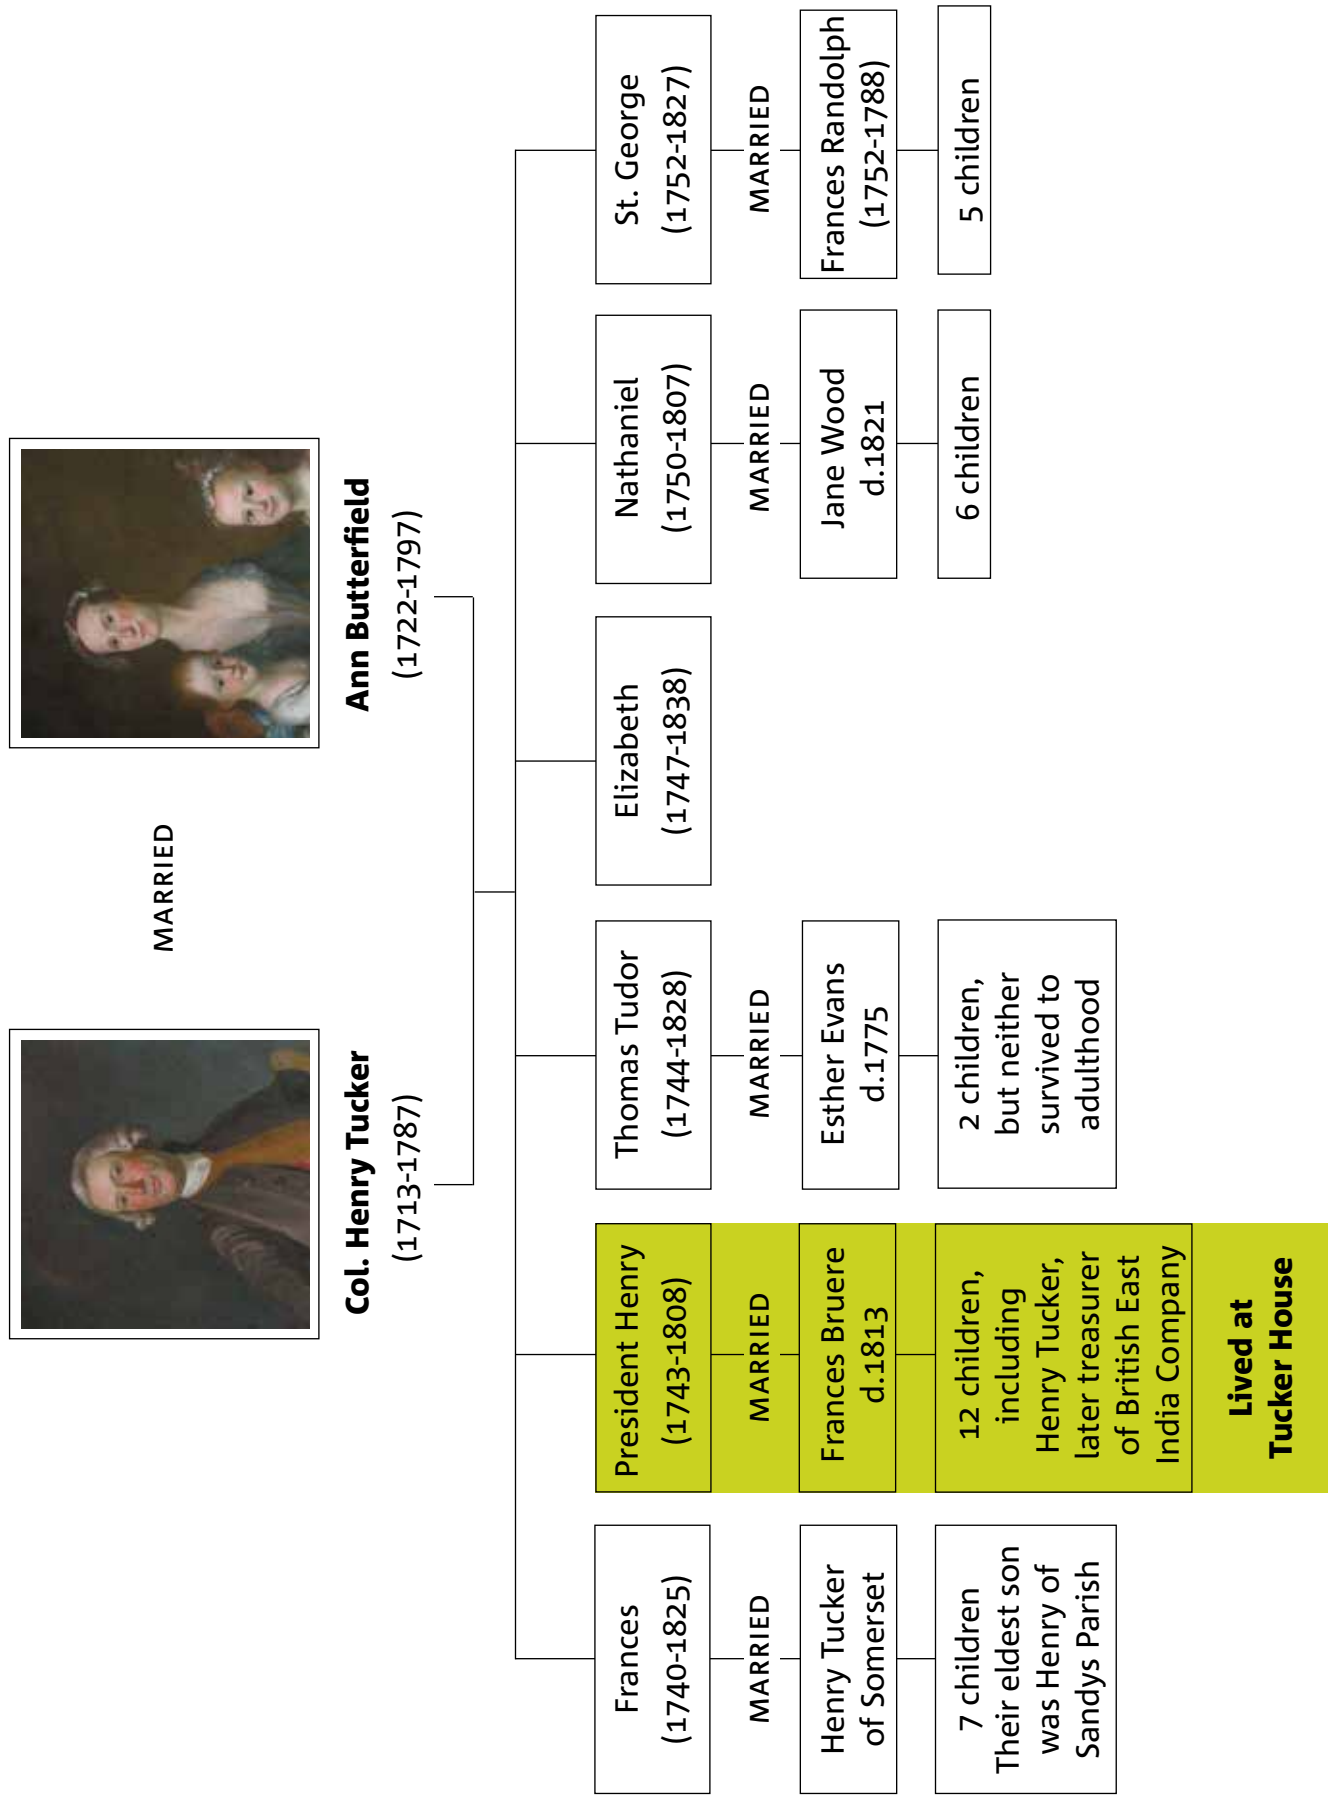 MARRIED
Col. Henry Tucker
(1713-1787)
Ann Butterfield
(1722-1797)
Frances
(1740-1825)
MARRIED
Henry Tucker
of Somerset
7 children
Their eldest son
was Henry of
Sandys Parish
President Henry
(1743-1808)
MARRIED
Frances Bruere
d.1813
12 children,
including
Henry Tucker,
later treasurer
of British East
India Company
Lived at
Tucker House
Thomas Tudor
(1744-1828)
MARRIED
Esther Evans
d.1775
2 children,
but neither
survived to
adulthood
Elizabeth
(1747-1838)
Nathaniel
(1750-1807)
MARRIED
Jane Wood
d.1821
6 children
St. George
(1752-1827)
MARRIED
Frances Randolph
(1752-1788)
5 children